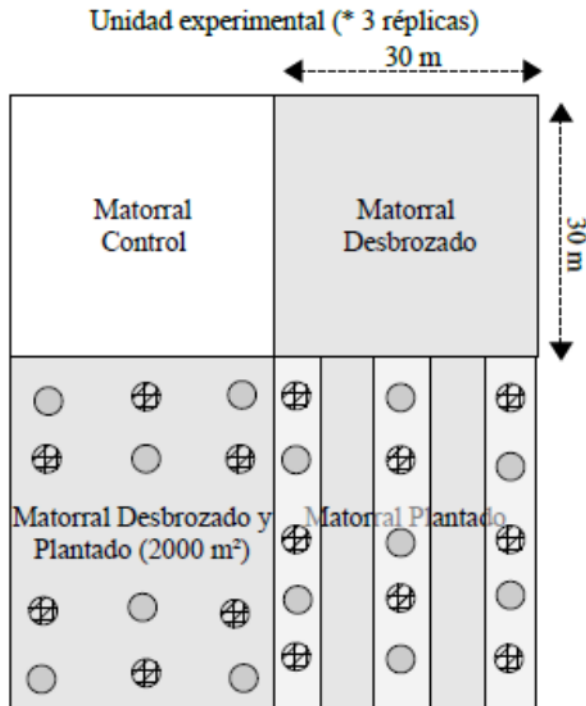 Unidad experimental (* 3 réplicas)
30 m
Matorral
Control
Matorral
Desbrozado
30 m
Matorral Desbrozado y
Plantado (2000 m²)
Matorral Plantado